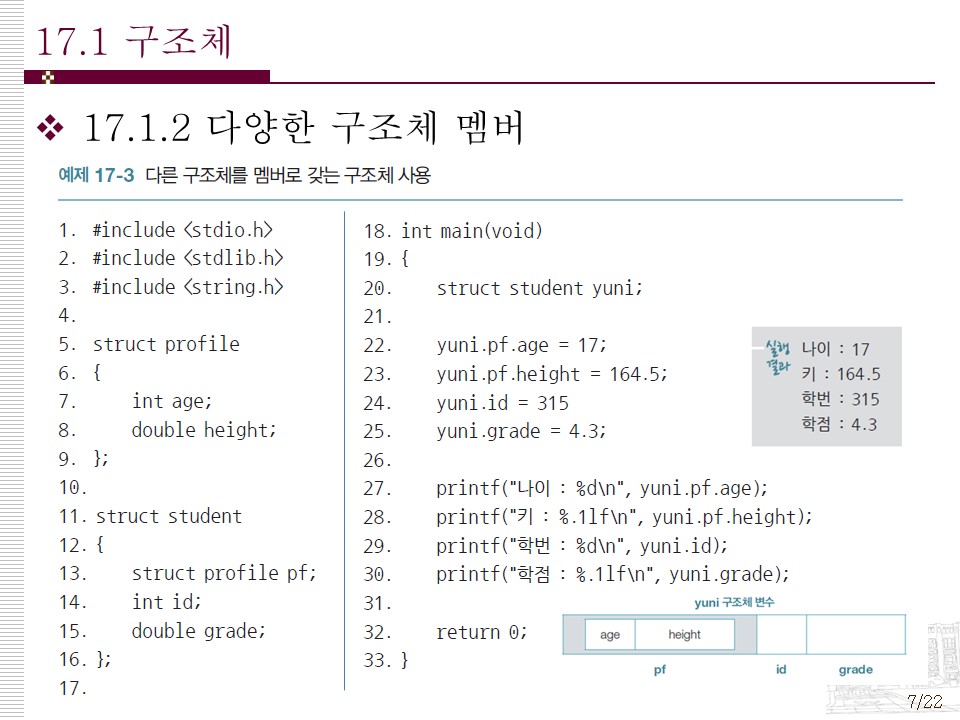 17.1 구조체
❖ 17.1.2 다양한 구조체 멤버
예제 17-3 다른 구조체를 멤버로 갖는 구조체 사용
1. #include <stdio.h>
2. #include <stdlib.h>
3. #include <string.h>
4.
5. struct profile
6. {
7. int age;
8. double height;
9. };
10.
11. struct student
12. {
13. struct profile pf;
14. int id;
15. double grade;
16. };
17.
18. int main(void)
19. {
20. struct student yuni;
21.
22. yuni.pf.age = 17;
23. yuni.pf.height = 164.5;
24. yuni.id = 315
25. yuni.grade = 4.3;
26.
27. printf("나이 : %d\n", yuni.pf.age);
28. printf("키 : %.1lf\n", yuni.pf.height);
29. printf("학번 : %d\n", yuni.id);
30. printf("학점 : %.1lf\n", yuni.grade);
31.
32. return 0;
33. }
실행
결과
나이 : 17
키 : 164.5
학번 : 315
학점 : 4.3
yuni 구조체 변수
age height
pf id grade
7/22